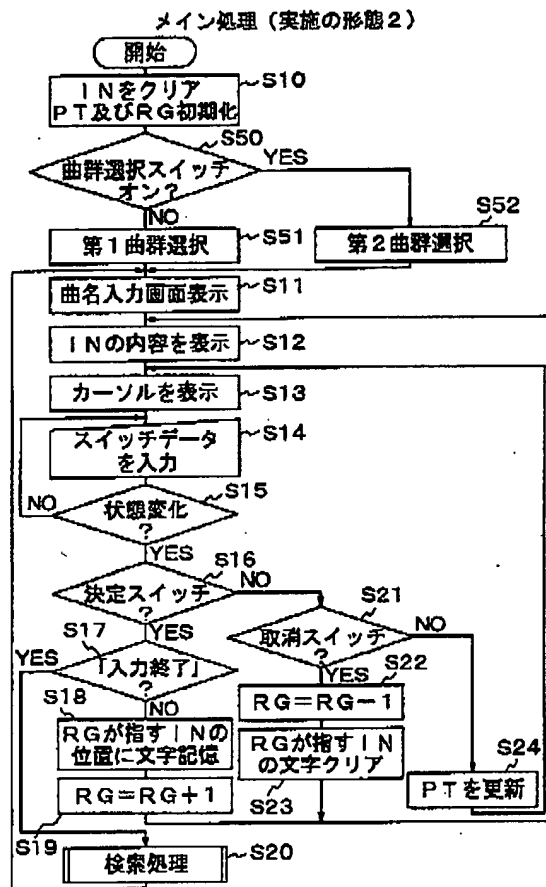 メイン処理（実施の形態２）
開始
ＩＮをクリア
ＰＴ及びＲＧ初期化
S10
S50
曲群選択スイッチ
オン？
YES
NO
第１曲群選択
S51
S52
第２曲群選択
曲名入力画面表示
S11
ＩＮの内容を表示
S12
カーソルを表示
S13
スイッチデータ
を入力
S14
S15
NO
状態変化
？
YES
S16
決定スイッチ
？
NO
YES
S21
取消スイッチ
？
NO
YES
S17
YES
「入力終了」
？
NO
S18
ＲＧが指すＩＮの
位置に文字記憶
S22
ＲＧ＝ＲＧ－１
ＲＧが指すＩＮ
の文字クリア
S23
S24
ＰＴを更新
ＲＧ＝ＲＧ＋１
S19
検索処理
S20